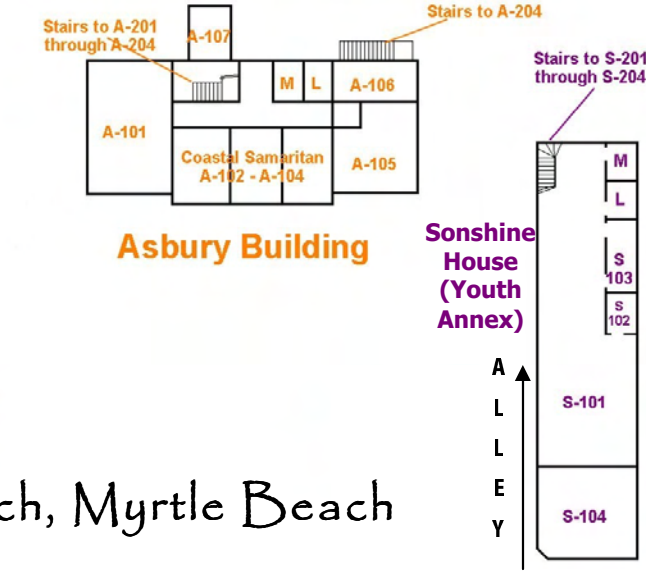 Stairs to A-201
through A-204
A-107
Stairs to A-204
M
L
A-106
A-101
Coastal Samaritan
A-102 - A-104
A-105
Asbury Building
Stairs to S-201
through S-204
M
L
S
103
S
102
Sonshine
House
(Youth
Annex)
S-101
S-104
A
L
L
E
Y
ch, Myrtle Beach